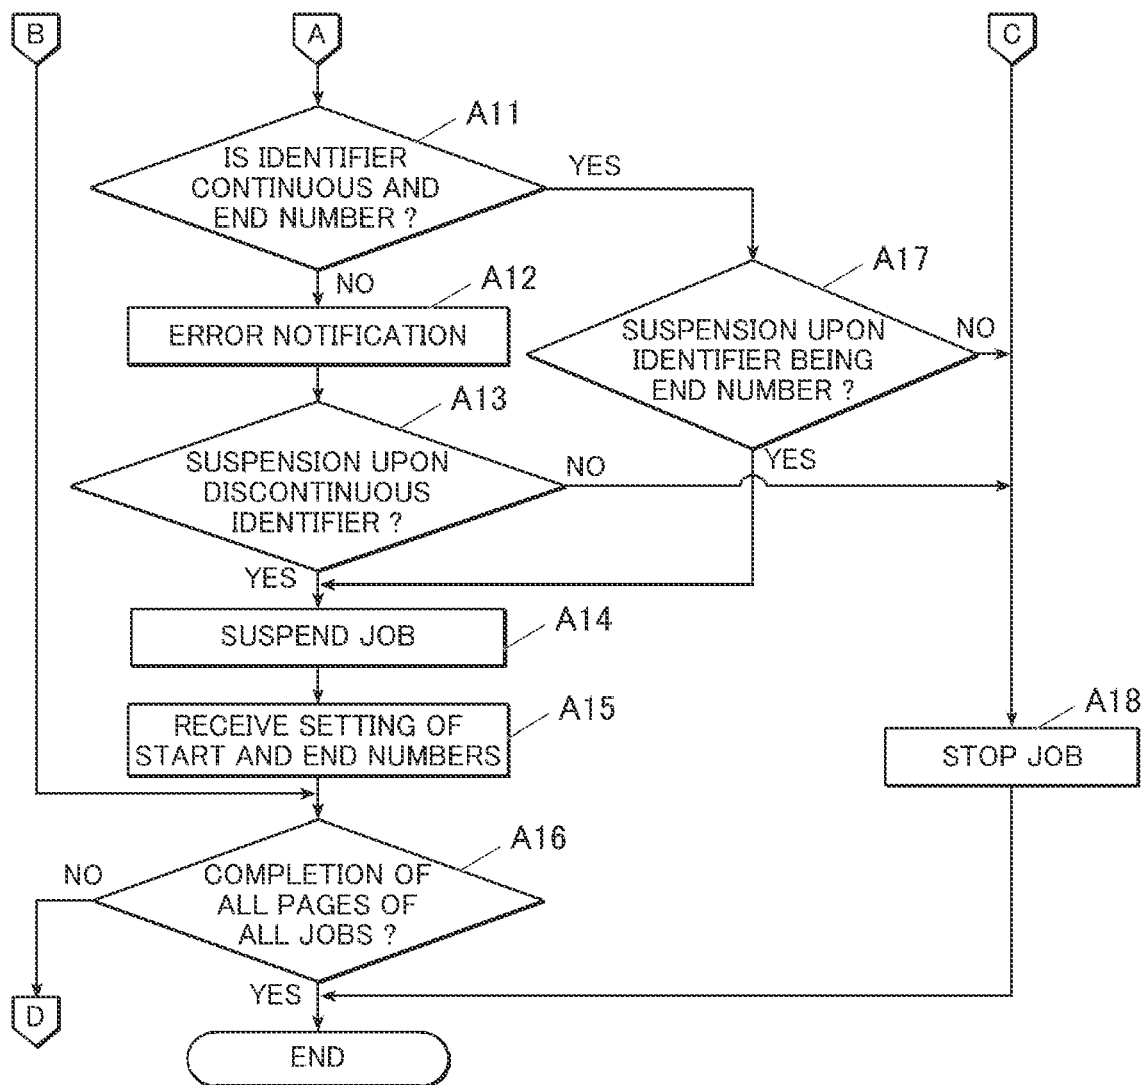 B
A
C
A11
IS IDENTIFIER
CONTINUOUS AND
END NUMBER ?
YES
NO
A12
ERROR NOTIFICATION
A17
SUSPENSION UPON
IDENTIFIER BEING
END NUMBER ?
NO
YES
A13
SUSPENSION UPON
DISCONTINUOUS
IDENTIFIER ?
NO
YES
A14
SUSPEND JOB
A15
RECEIVE SETTING OF
START AND END NUMBERS
A18
STOP JOB
A16
COMPLETION OF
ALL PAGES OF
ALL JOBS ?
NO
YES
D
END